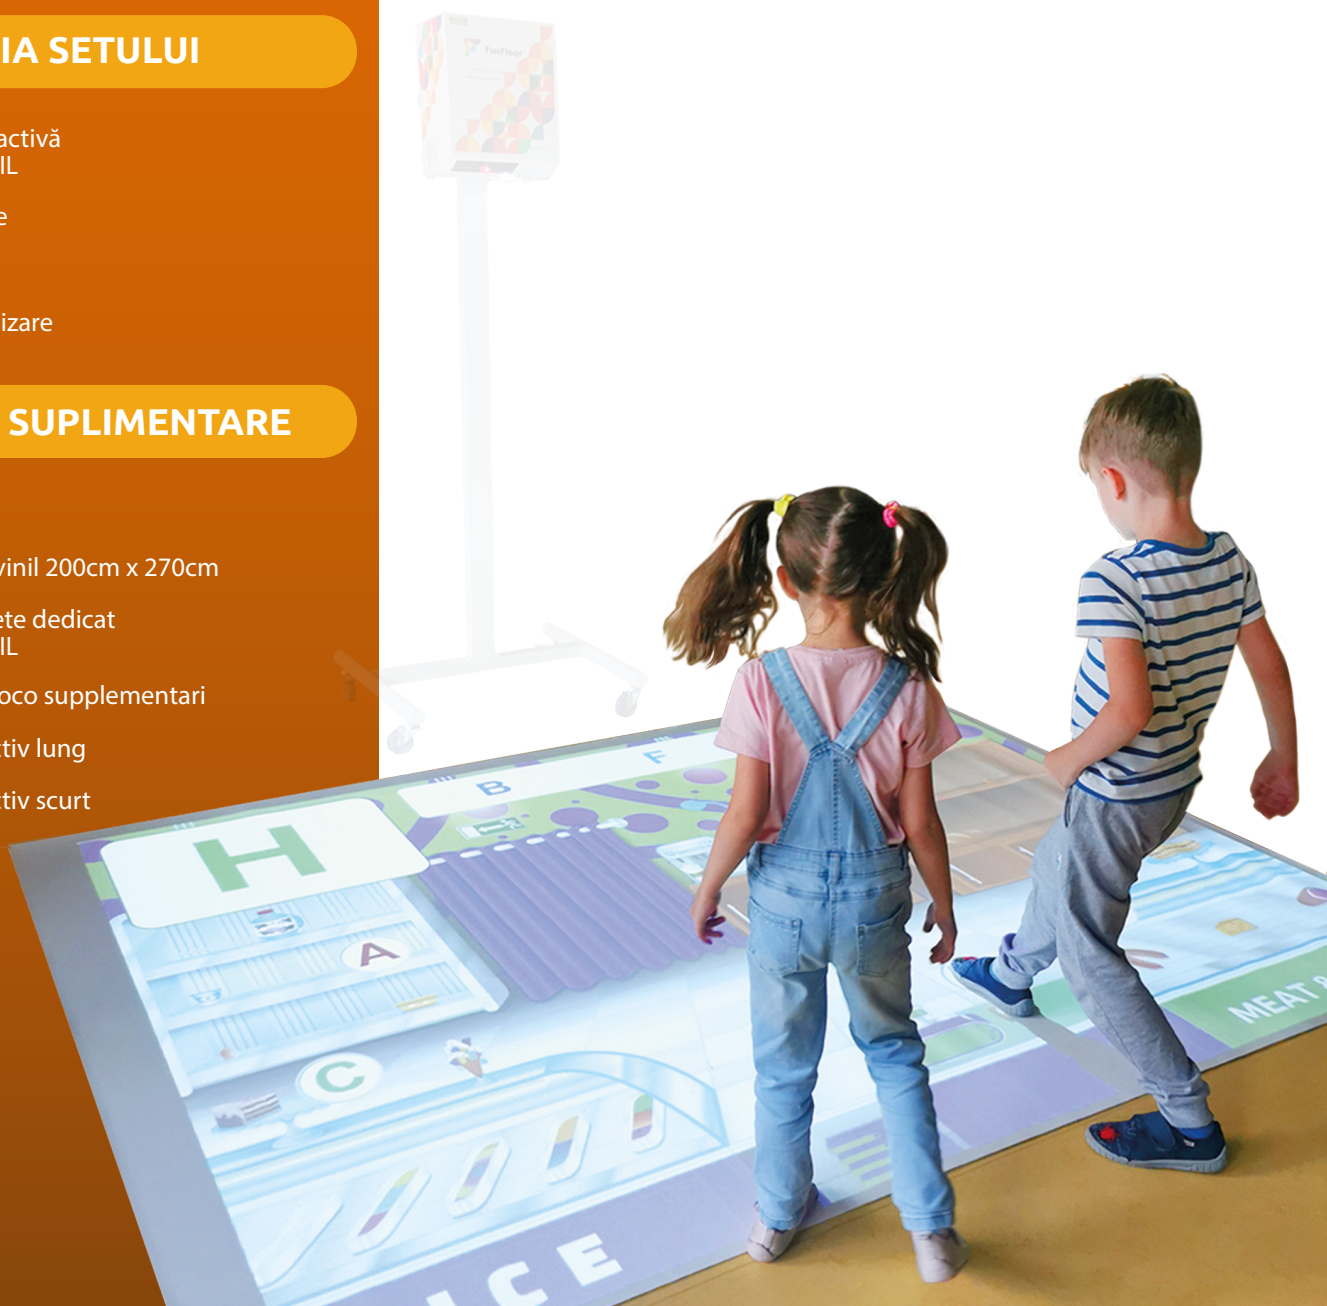 IA SETULUI
activă
IL
e
izare
SUPLIMENTARE
vinil 200cm x 270cm
ete dedicat
IL
oco supplementari
tiv lung
tiv scurt
funfloor
B
F
H
A
C
MEAT &
ICE